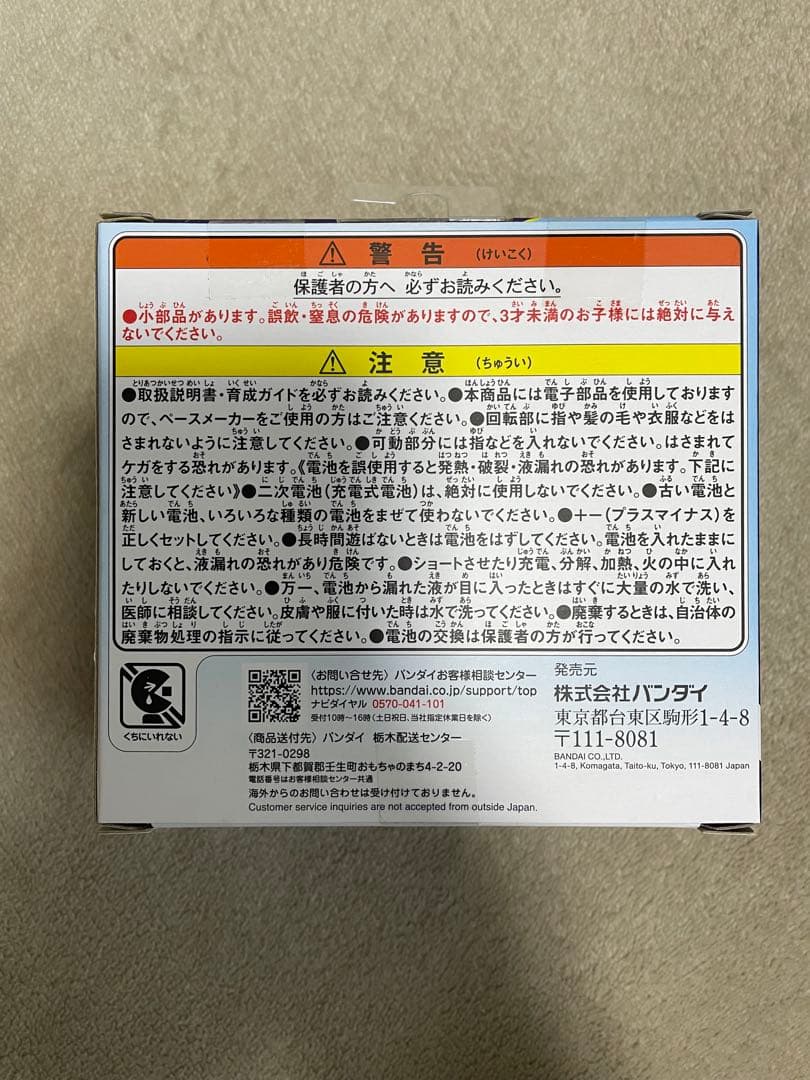 警告 (けいこく)
保護者の方へ 必ずお読みください。
●小部品があります。誤飲・窒息の危険がありますので、3才未満のお子様には絶対に与え
ないでください。
注意 (ちゅうい)
●取扱説明書・育成ガイドを必ずお読みください。●本商品には電子部品を使用しております
ので、ペースメーカーをご使用の方はご注意ください。●回転部に指や髪の毛や衣服などをは
さまれないように注意してください。●可動部分には指などを入れないでください。はさまれて
ケガをする恐れがあります。《電池を誤使用すると発熱・破裂・液漏れの恐れがあります。下記に
注意してください》●二次電池(充電式電池)は、絶対に使用しないでください。●古い電池と
新しい電池、いろいろな種類の電池をまぜて使わないでください。●+-(プラスマイナス)を
正しくセットしてください。●長時間遊ばないときは電池をはずしてください。電池を入れたままに
しておくと、液漏れの恐れがあり危険です。●ショートさせたり充電、分解、加熱、火の中に入れ
たりしないでください。●万一、電池から漏れた液が目に入ったときはすぐに大量の水で洗い、
医師に相談してください。皮膚や服に付いた時は水で洗ってください。●廃棄するときは、自治体の
廃棄物処理の指示に従ってください。●電池の交換は保護者の方が行ってください。
くちにいれない
〈お問い合せ先〉バンダイお客様相談センター
https://www.bandai.co.jp/support/top
ナビダイヤル 0570-041-101
受付10時~16時(土日祝日、当社指定休業日を除く)
〈商品送付先〉バンダイ 栃木配送センター
〒321-0298
栃木県下都賀郡壬生町おもちゃのまち4-2-20
電話番号はお客様相談センター共通
海外からのお問い合わせは受け付けておりません。
Customer service inquiries are not accepted from outside Japan.
発売元
株式会社バンダイ
東京都台東区駒形1-4-8
〒111-8081
BANDAI CO.,LTD.
1-4-8, Komagata, Taito-ku, Tokyo, 111-8081 Japan